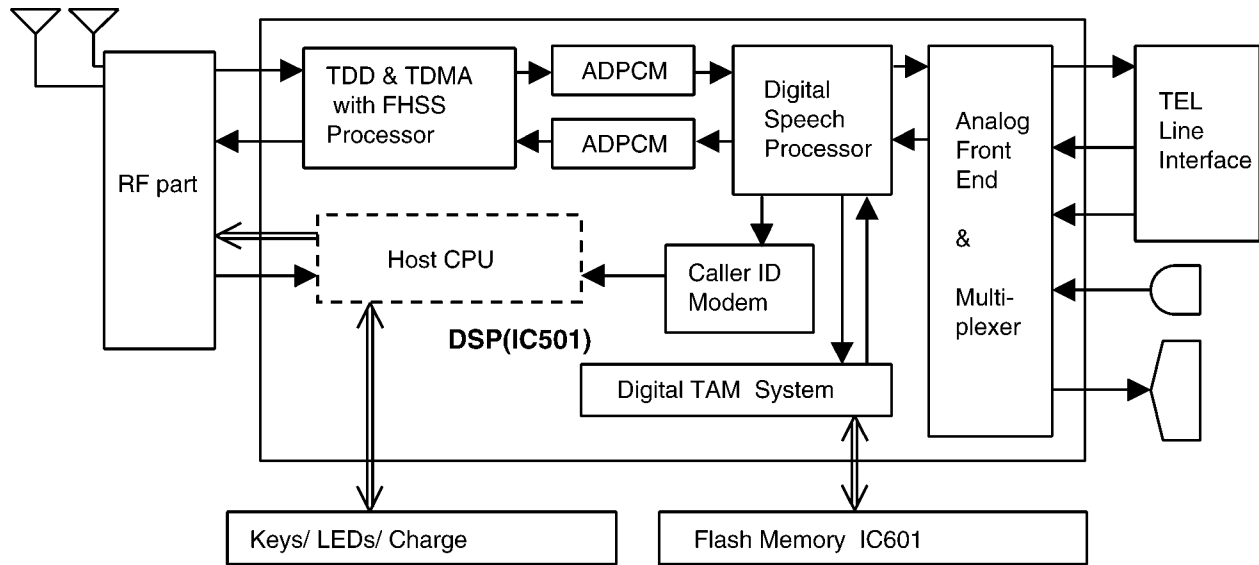 RF part
TDD & TDMA
with FHSS
Processor
ADPCM
ADPCM
Digital
Speech
Processor
Analog
Front
End
&
Multi-
plexer
TEL
Line
Interface
Host CPU
Caller ID
Modem
DSP(IC501)
Digital TAM System
Keys/ LEDs/ Charge
Flash Memory IC601